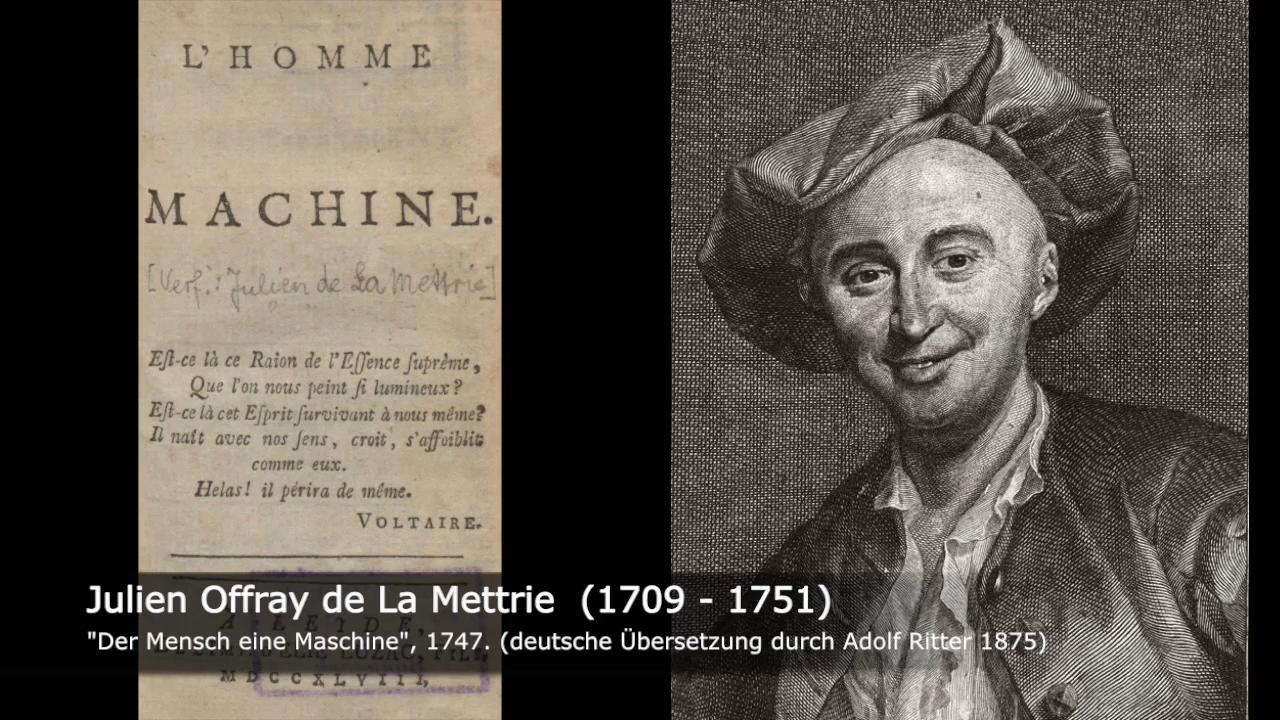 L'HOMME
MACHINE.
[Verf.: Julien de La Mettrie]
Eſt-ce là ce Raion de l'Eſſence ſuprême,
Que l'on nous peint ſi lumineux?
Eſt-ce là cet Eſprit ſurvivant à nous même?
Il naît avec nos ſens, croit, s'affoiblit
comme eux.
Helas! il périra de même.
VOLTAIRE.
Julien Offray de La Mettrie (1709 - 1751)
"Der Mensch eine Maschine", 1747. (deutsche Übersetzung durch Adolf Ritter 1875)
MDCCXLVIII,